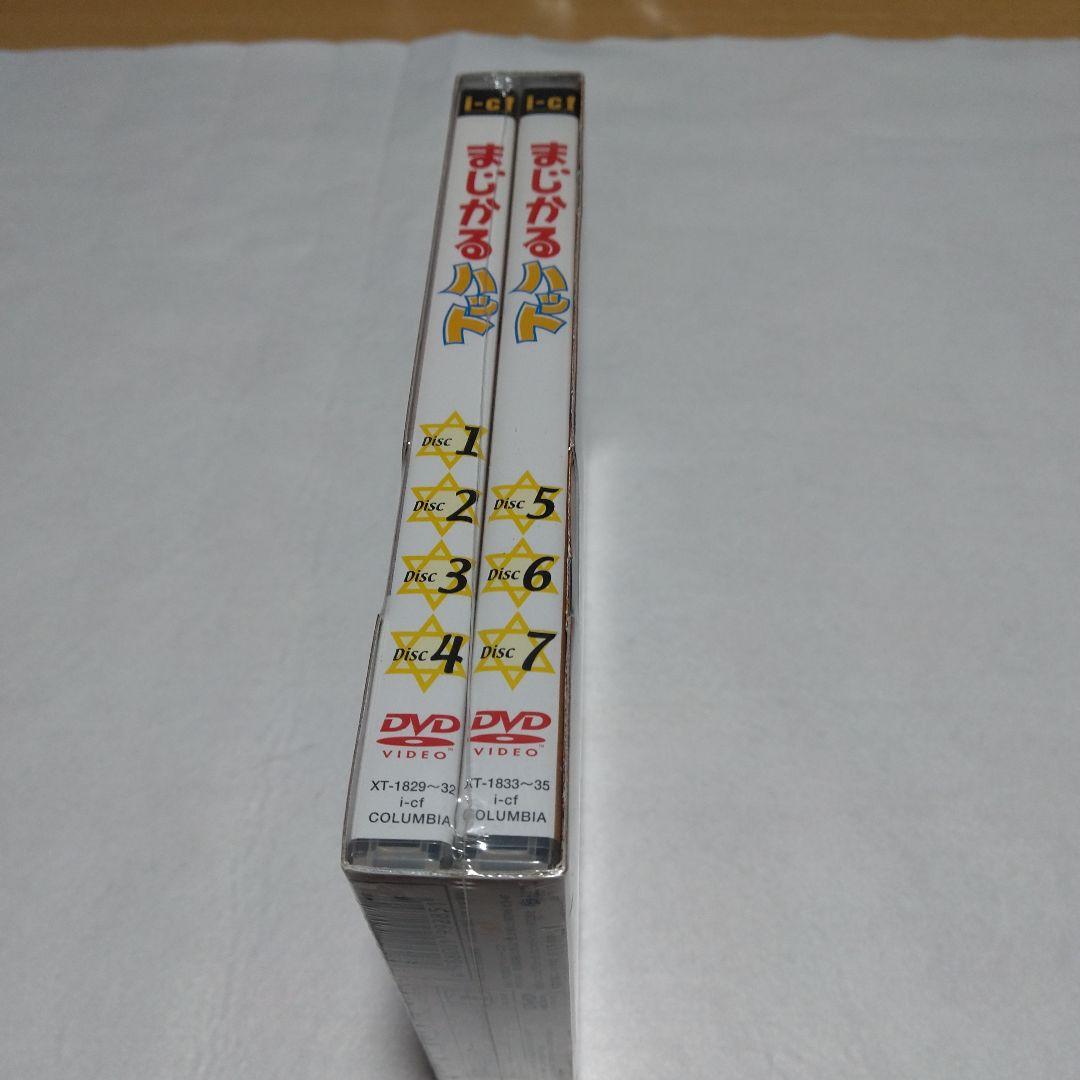 i-cf
まじかる
ハット
Disc 1
Disc 2
Disc 3
Disc 4
DVD
VIDEO
XT-1829～32
i-cf
COLUMBIA
i-cf
まじかる
ハット
Disc 5
Disc 6
Disc 7
DVD
VIDEO
XT-1833～35
i-cf
COLUMBIA